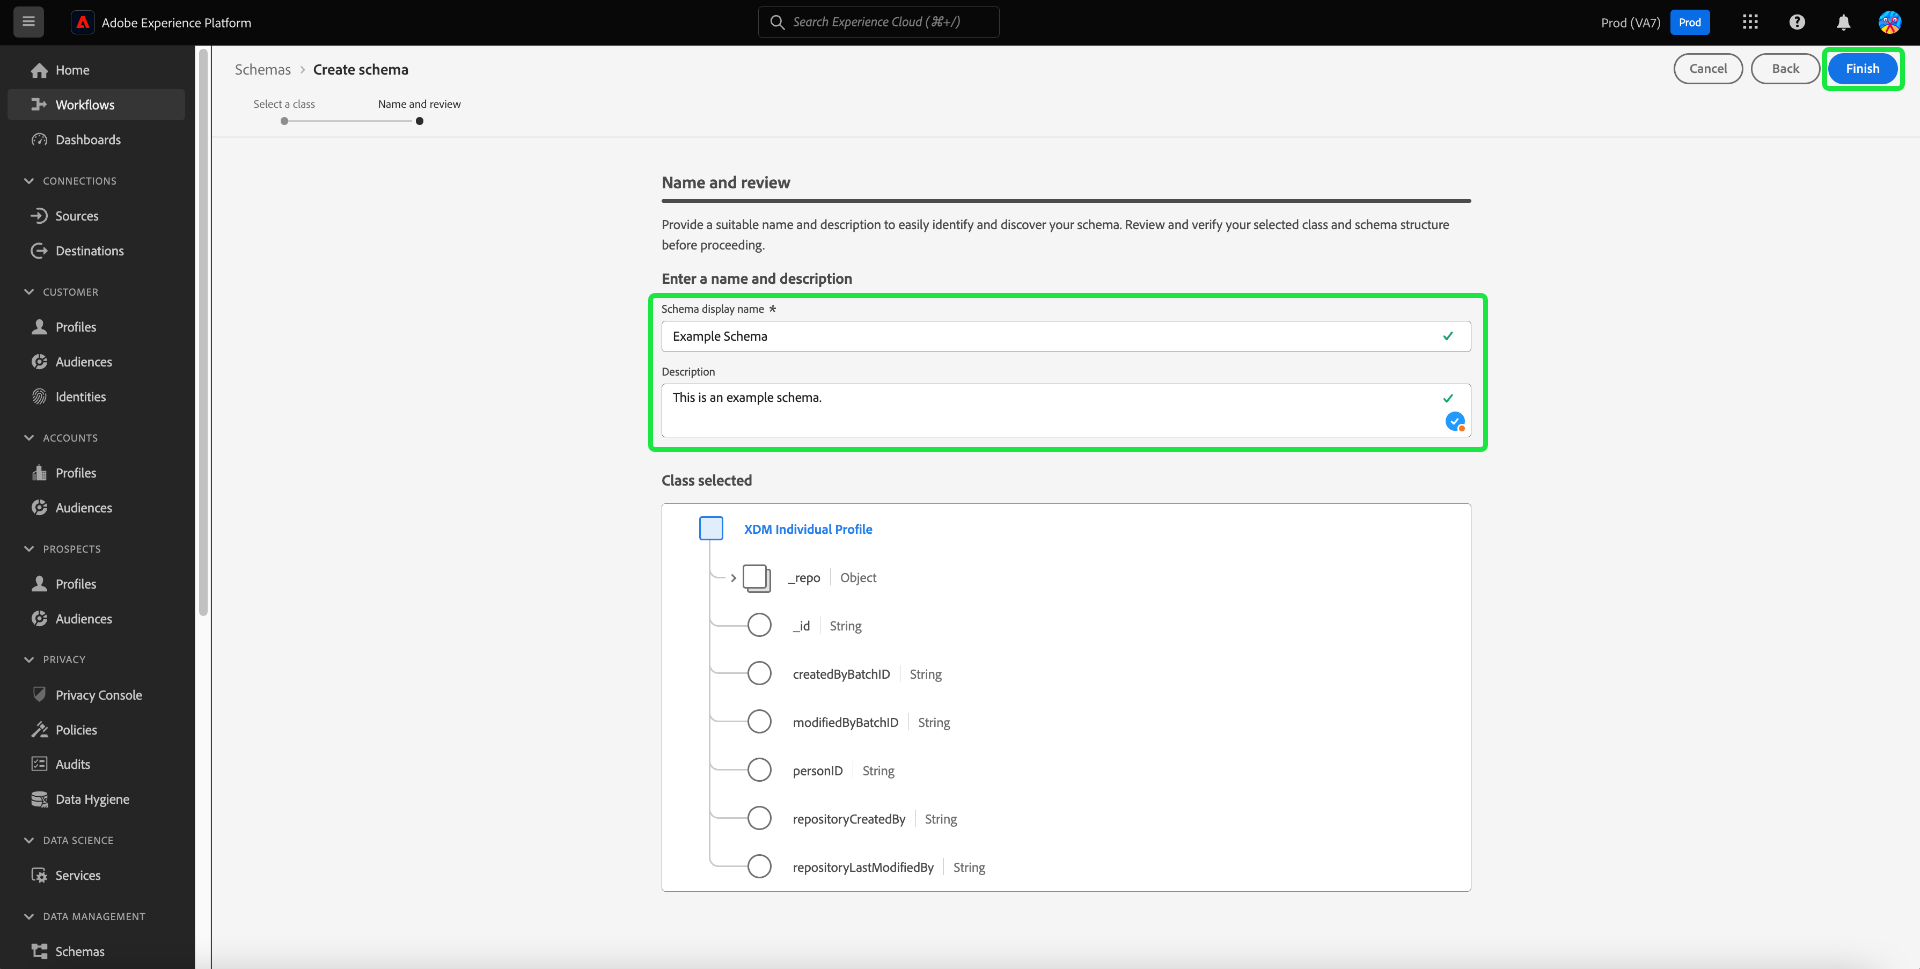 Adobe Experience Platform
Search Experience Cloud (⌘+/)
Prod (VA7)
Prod
Home
Workflows
Dashboards
CONNECTIONS
Sources
Destinations
CUSTOMER
Profiles
Audiences
Identities
ACCOUNTS
Profiles
Audiences
PROSPECTS
Profiles
Audiences
PRIVACY
Privacy Console
Policies
Audits
Data Hygiene
DATA SCIENCE
Services
DATA MANAGEMENT
Schemas
Schemas > Create schema
Cancel
Back
Finish
Select a class
Name and review
Name and review
Provide a suitable name and description to easily identify and discover your schema. Review and verify your selected class and schema structure
before proceeding.
Enter a name and description
Schema display name *
Example Schema
Description
This is an example schema.
Class selected
XDM Individual Profile
_repo | Object
_id | String
createdByBatchID | String
modifiedByBatchID | String
personID | String
repositoryCreatedBy | String
repositoryLastModifiedBy | String